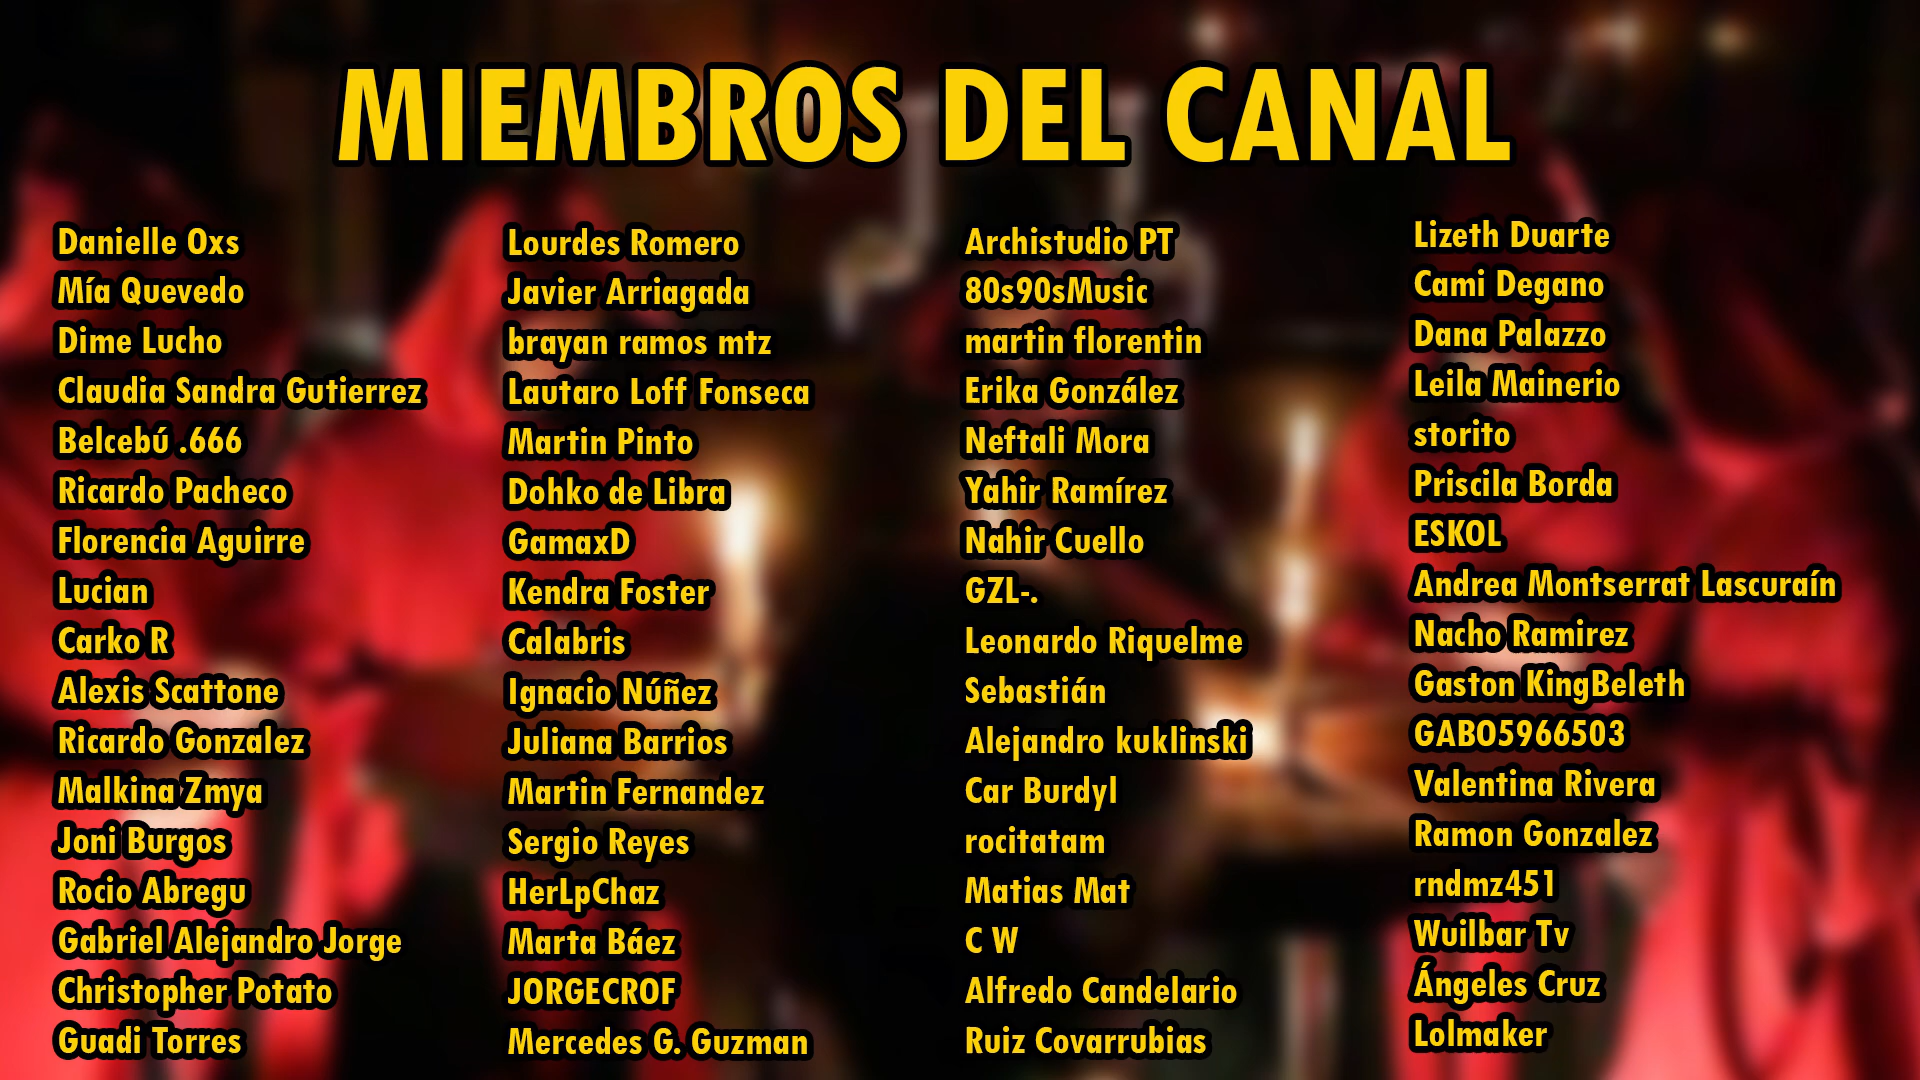 MIEMBROS DEL CANAL
Danielle Oxs
Mía Quevedo
Dime Lucho
Claudia Sandra Gutierrez
Belcebú .666
Ricardo Pacheco
Florencia Aguirre
Lucian
Carko R
Alexis Scattone
Ricardo Gonzalez
Malkina Zmya
Joni Burgos
Rocio Abregu
Gabriel Alejandro Jorge
Christopher Potato
Guadi Torres
Lourdes Romero
Javier Arriagada
brayan ramos mtz
Lautaro Loff Fonseca
Martin Pinto
Dohko de Libra
GamaxD
Kendra Foster
Calabris
Ignacio Núñez
Juliana Barrios
Martin Fernandez
Sergio Reyes
HerLpChaz
Marta Báez
JORGECROF
Mercedes G. Guzman
Archistudio PT
80s90sMusic
martin florentin
Erika González
Neftali Mora
Yahir Ramírez
Nahir Cuello
GZL-.
Leonardo Riquelme
Sebastián
Alejandro kuklinski
Car Burdyl
rocitatam
Matias Mat
C W
Alfredo Candelario
Ruiz Covarrubias
Lizeth Duarte
Cami Degano
Dana Palazzo
Leila Mainerio
storito
Priscila Borda
ESKOL
Andrea Montserrat Lascuraín
Nacho Ramirez
Gaston KingBeleth
GABO5966503
Valentina Rivera
Ramon Gonzalez
rndmz451
Wuilbar Tv
Ángeles Cruz
Lolmaker